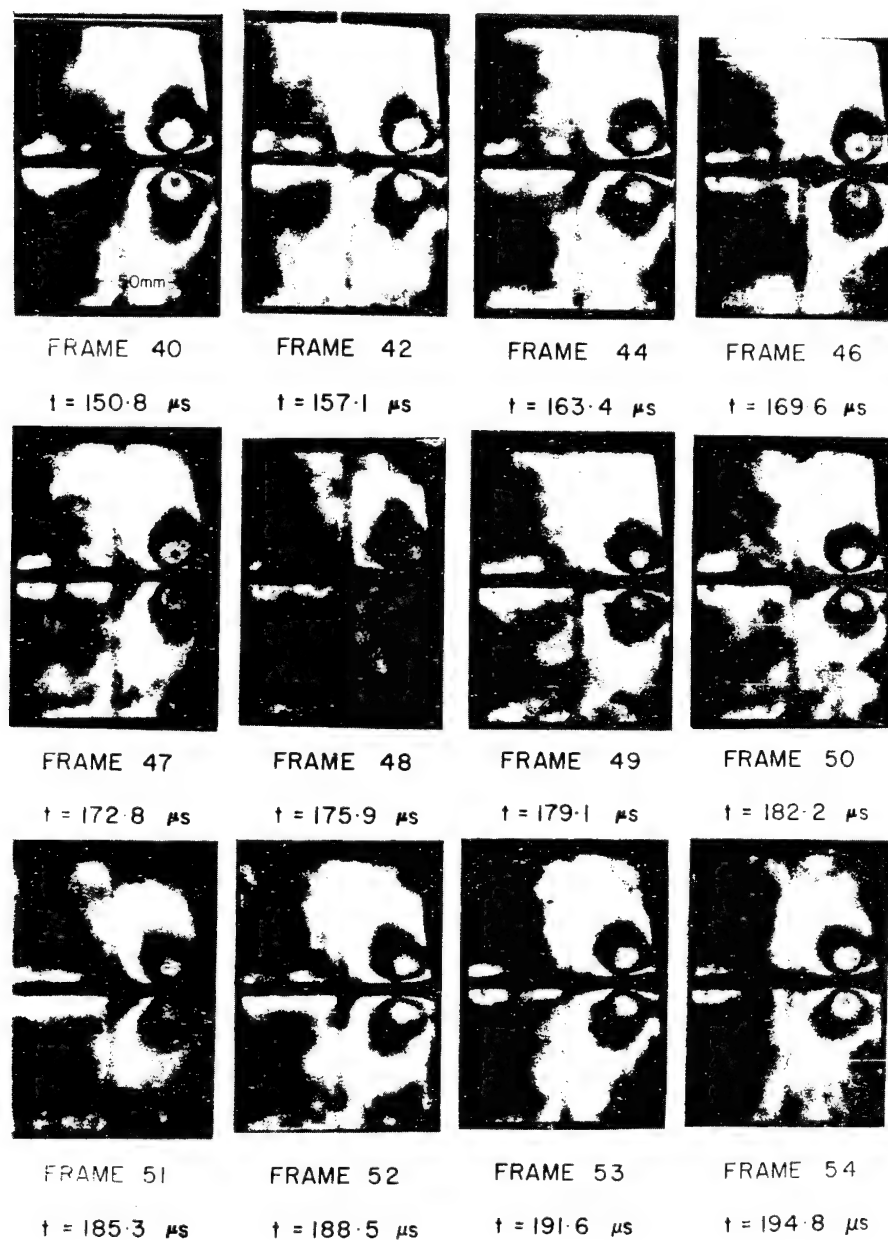 50mm
FRAME 40 FRAME 42 FRAME 44 FRAME 46
t = 150·8 μs t = 157·1 μs t = 163·4 μs t = 169·6 μs
FRAME 47 FRAME 48 FRAME 49 FRAME 50
t = 172·8 μs t = 175·9 μs t = 179·1 μs t = 182·2 μs
FRAME 51 FRAME 52 FRAME 53 FRAME 54
t = 185·3 μs t = 188·5 μs t = 191·6 μs t = 194·8 μs